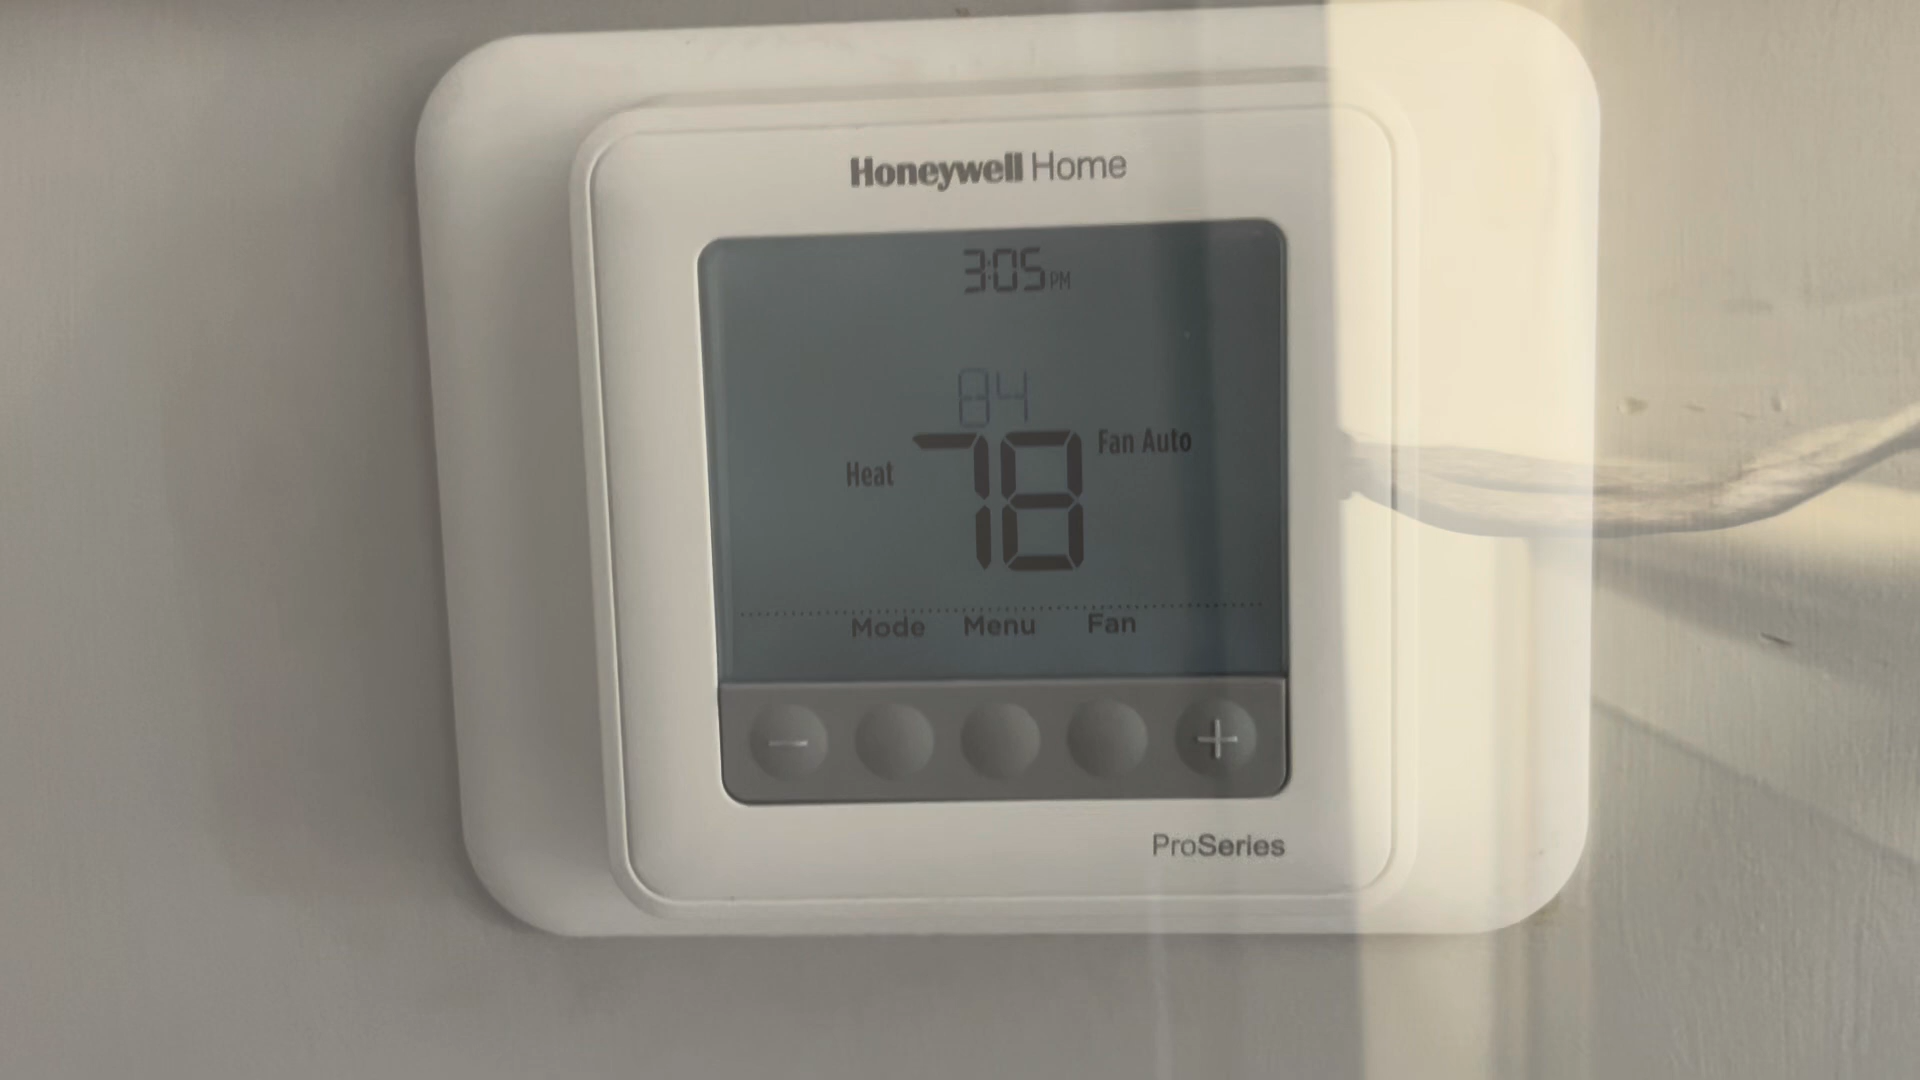 Honeywell Home
3:05 PM
84
Heat 78 Fan Auto
Mode Menu Fan
− +
ProSeries